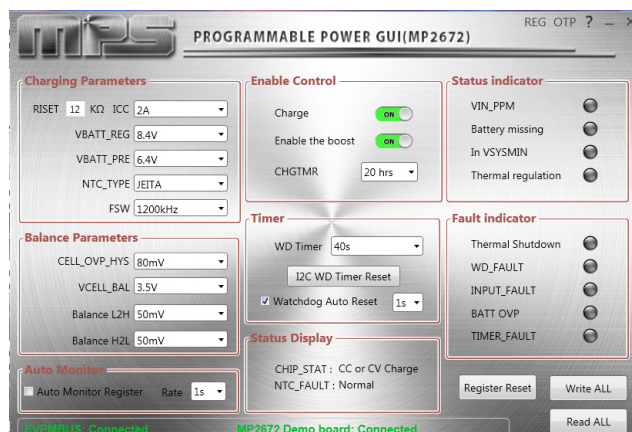 REG OTP ? – ×
MPS PROGRAMMABLE POWER GUI(MP2672)
Charging Parameters
RISET 12 KΩ ICC 2A
VBATT_REG 8.4V
VBATT_PRE 6.4V
NTC_TYPE JEITA
FSW 1200kHz
Balance Parameters
CELL_OVP_HYS 80mV
VCELL_BAL 3.5V
Balance L2H 50mV
Balance H2L 50mV
Auto Monitor
Auto Monitor Register Rate 1s
Enable Control
Charge ON
Enable the boost ON
CHGTMR 20 hrs
Timer
WD Timer 40s
I2C WD Timer Reset
Watchdog Auto Reset 1s
Status Display
CHIP_STAT : CC or CV Charge
NTC_FAULT : Normal
Status indicator
VIN_PPM
Battery missing
In VSYSMIN
Thermal regulation
Fault indicator
Thermal Shutdown
WD_FAULT
INPUT_FAULT
BATT OVP
TIMER_FAULT
Register Reset Write ALL
Read ALL
EVPMBUS: Connected MP2672 Demo board: Connected